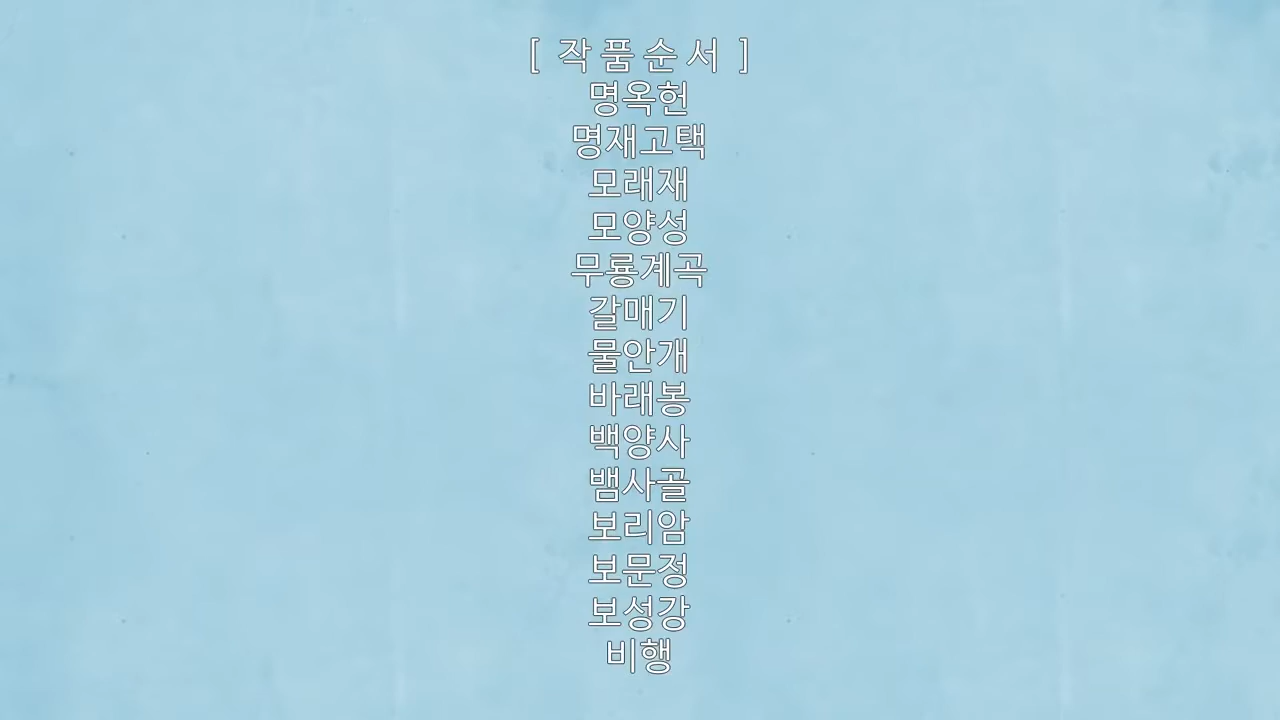 [ 작 품 순 서 ]
명옥헌
명재고택
모래재
모양성
무룡계곡
갈매기
물안개
바래봉
백양사
뱀사골
보리암
보문정
보성강
비행